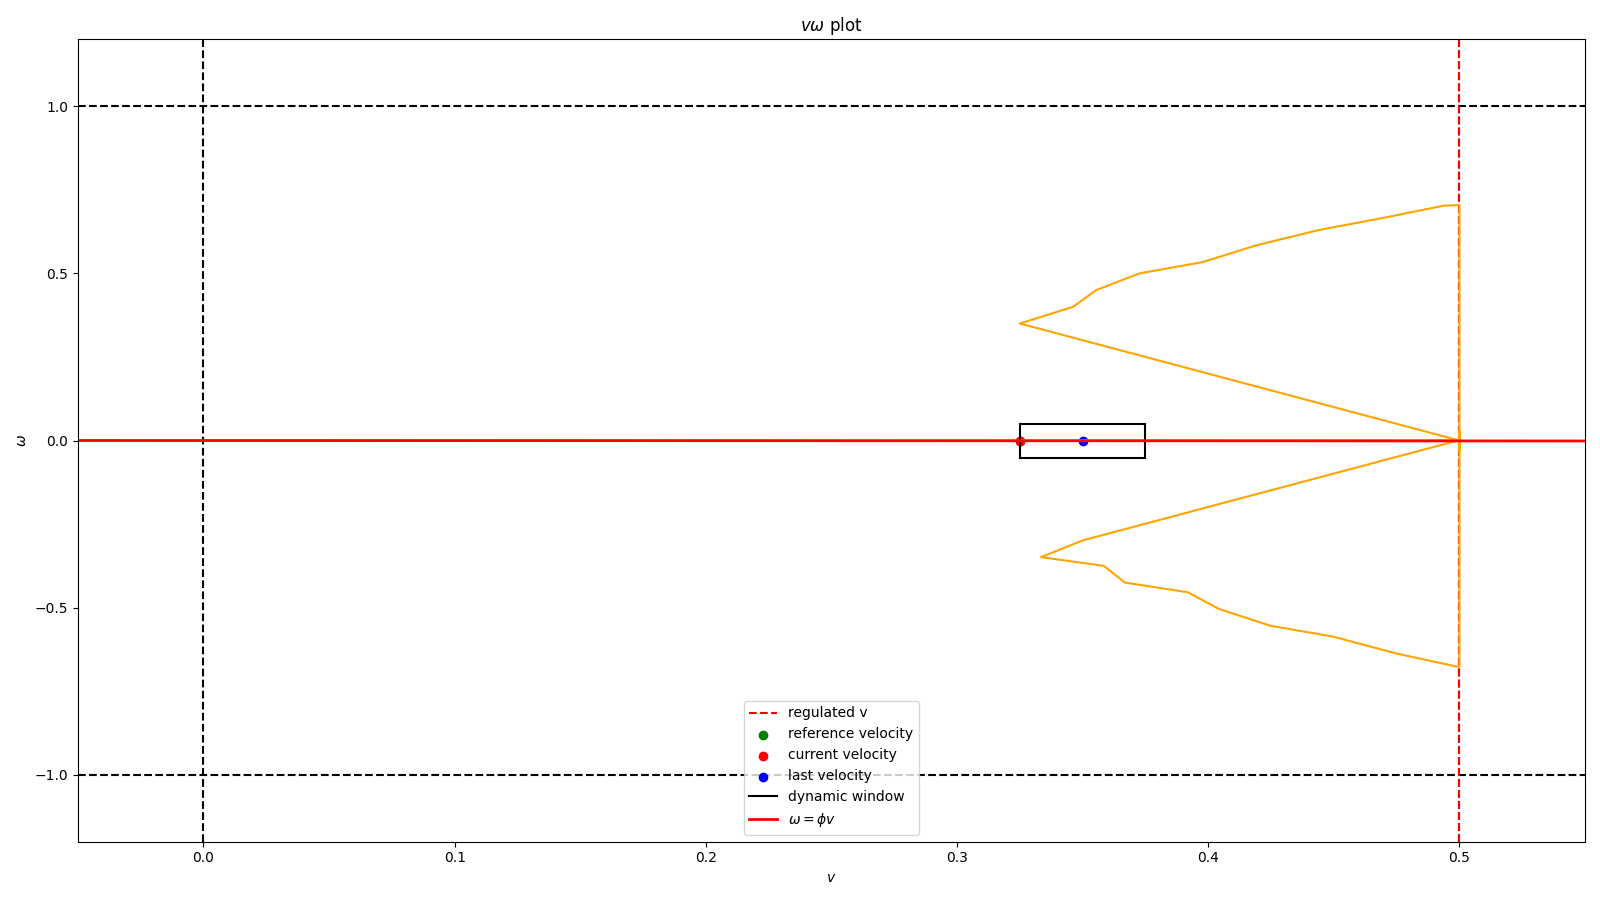 vω plot
1.0
0.5
0.0
−0.5
−1.0
ω
0.0
0.1
0.2
0.3
0.4
0.5
v
regulated v
reference velocity
current velocity
last velocity
dynamic window
ω = ϕv